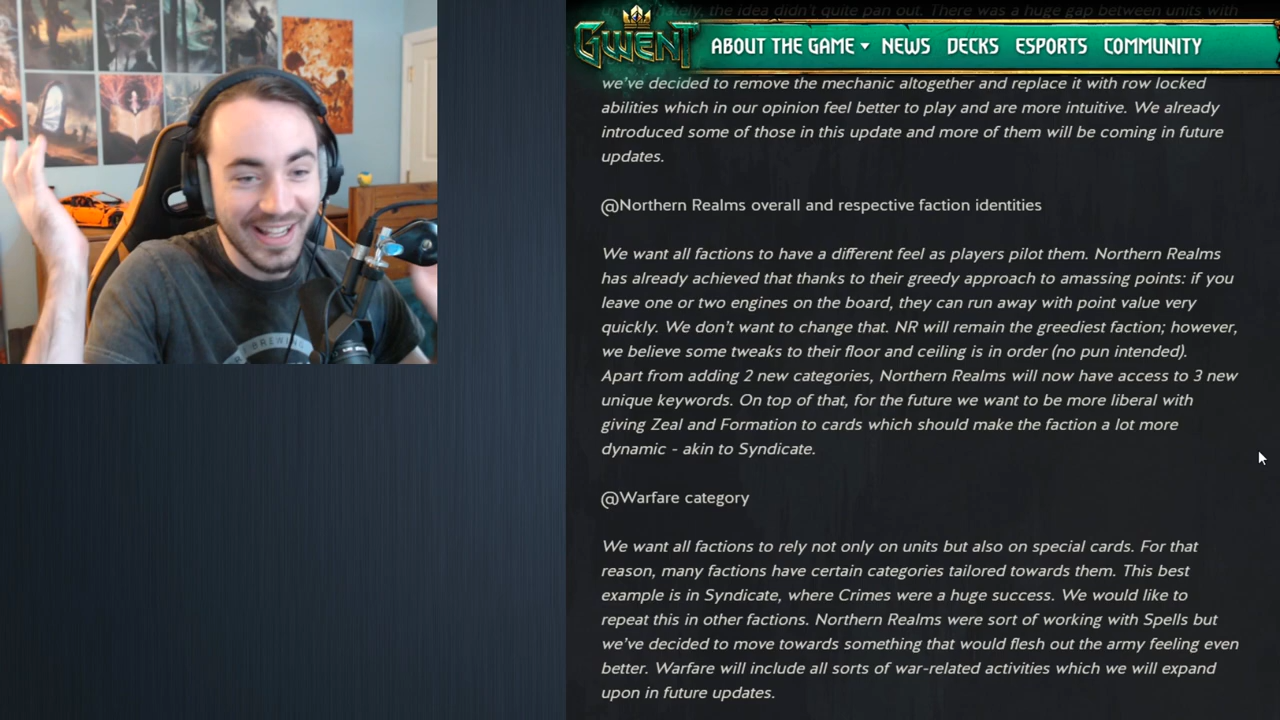 the idea didn't quite pan out. There was a huge gap between units with
GWENT
ABOUT THE GAME NEWS DECKS ESPORTS COMMUNITY
we've decided to remove the mechanic altogether and replace it with row locked
abilities which in our opinion feel better to play and are more intuitive. We already
introduced some of those in this update and more of them will be coming in future
updates.
@Northern Realms overall and respective faction identities
We want all factions to have a different feel as players pilot them. Northern Realms
has already achieved that thanks to their greedy approach to amassing points: if you
leave one or two engines on the board, they can run away with point value very
quickly. We don't want to change that. NR will remain the greediest faction; however,
we believe some tweaks to their floor and ceiling is in order (no pun intended).
Apart from adding 2 new categories, Northern Realms will now have access to 3 new
unique keywords. On top of that, for the future we want to be more liberal with
giving Zeal and Formation to cards which should make the faction a lot more
dynamic - akin to Syndicate.
@Warfare category
We want all factions to rely not only on units but also on special cards. For that
reason, many factions have certain categories tailored towards them. This best
example is in Syndicate, where Crimes were a huge success. We would like to
repeat this in other factions. Northern Realms were sort of working with Spells but
we've decided to move towards something that would flesh out the army feeling even
better. Warfare will include all sorts of war-related activities which we will expand
upon in future updates.